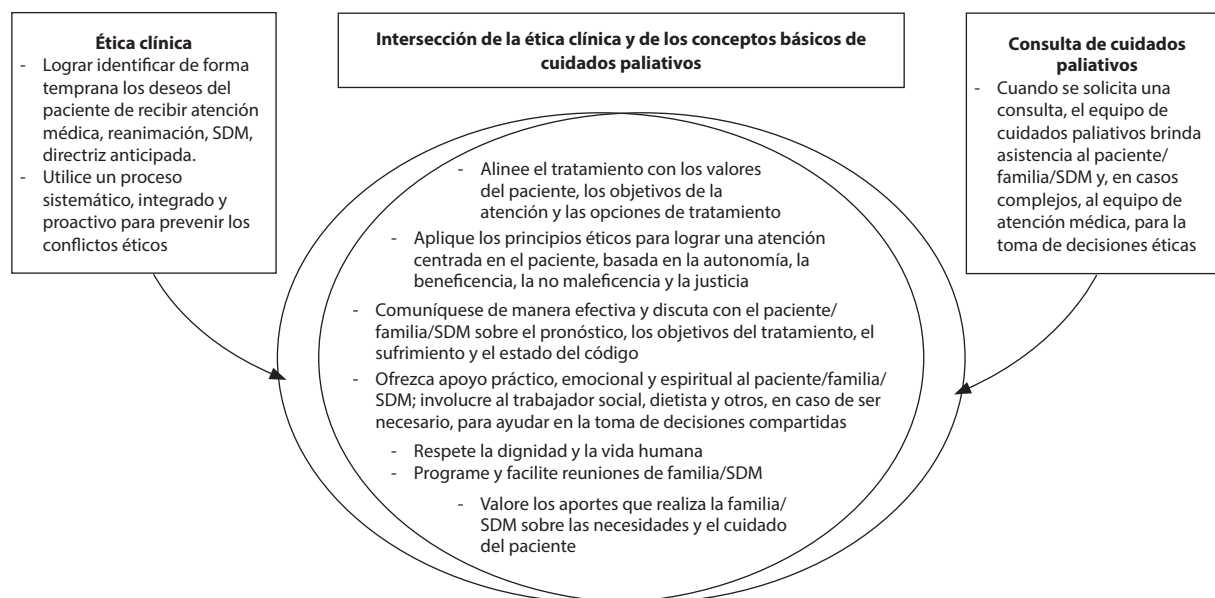 Ética clínica
- Lograr identificar de forma
temprana los deseos del
paciente de recibir atención
médica, reanimación, SDM,
directriz anticipada.
- Utilice un proceso
sistemático, integrado y
proactivo para prevenir los
conflictos éticos
Intersección de la ética clínica y de los conceptos básicos de
cuidados paliativos
Consulta de cuidados
paliativos
- Cuando se solicita una
consulta, el equipo de
cuidados paliativos brinda
asistencia al paciente/
familia/SDM y, en casos
complejos, al equipo de
atención médica, para la
toma de decisiones éticas
- Alinee el tratamiento con los valores
del paciente, los objetivos de la
atención y las opciones de tratamiento
- Aplique los principios éticos para lograr una atención
centrada en el paciente, basada en la autonomía, la
beneficencia, la no maleficencia y la justicia
- Comuníquese de manera efectiva y discuta con el paciente/
familia/SDM sobre el pronóstico, los objetivos del tratamiento, el
sufrimiento y el estado del código
- Ofrezca apoyo práctico, emocional y espiritual al paciente/familia/
SDM; involucre al trabajador social, dietista y otros, en caso de ser
necesario, para ayudar en la toma de decisiones compartidas
- Respete la dignidad y la vida humana
- Programe y facilite reuniones de familia/SDM
- Valore los aportes que realiza la familia/
SDM sobre las necesidades y el cuidado
del paciente